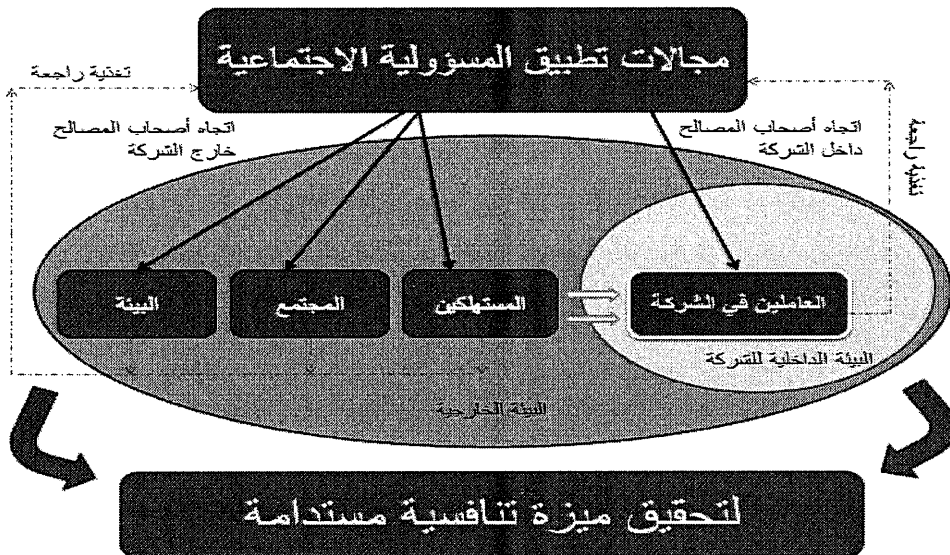 مجالات تطبيق المسؤولية الاجتماعية
تغذية راجعة
اتجاه أصحاب المصالح
داخل الشركة
اتجاه أصحاب المصالح
خارج الشركة
تغذية راجعة
العاملين في الشركة
المستهلكين
المجتمع
البيئة
البيئة الداخلية للشركة
البيئة الخارجية
لتحقيق ميزة تنافسية مستدامة